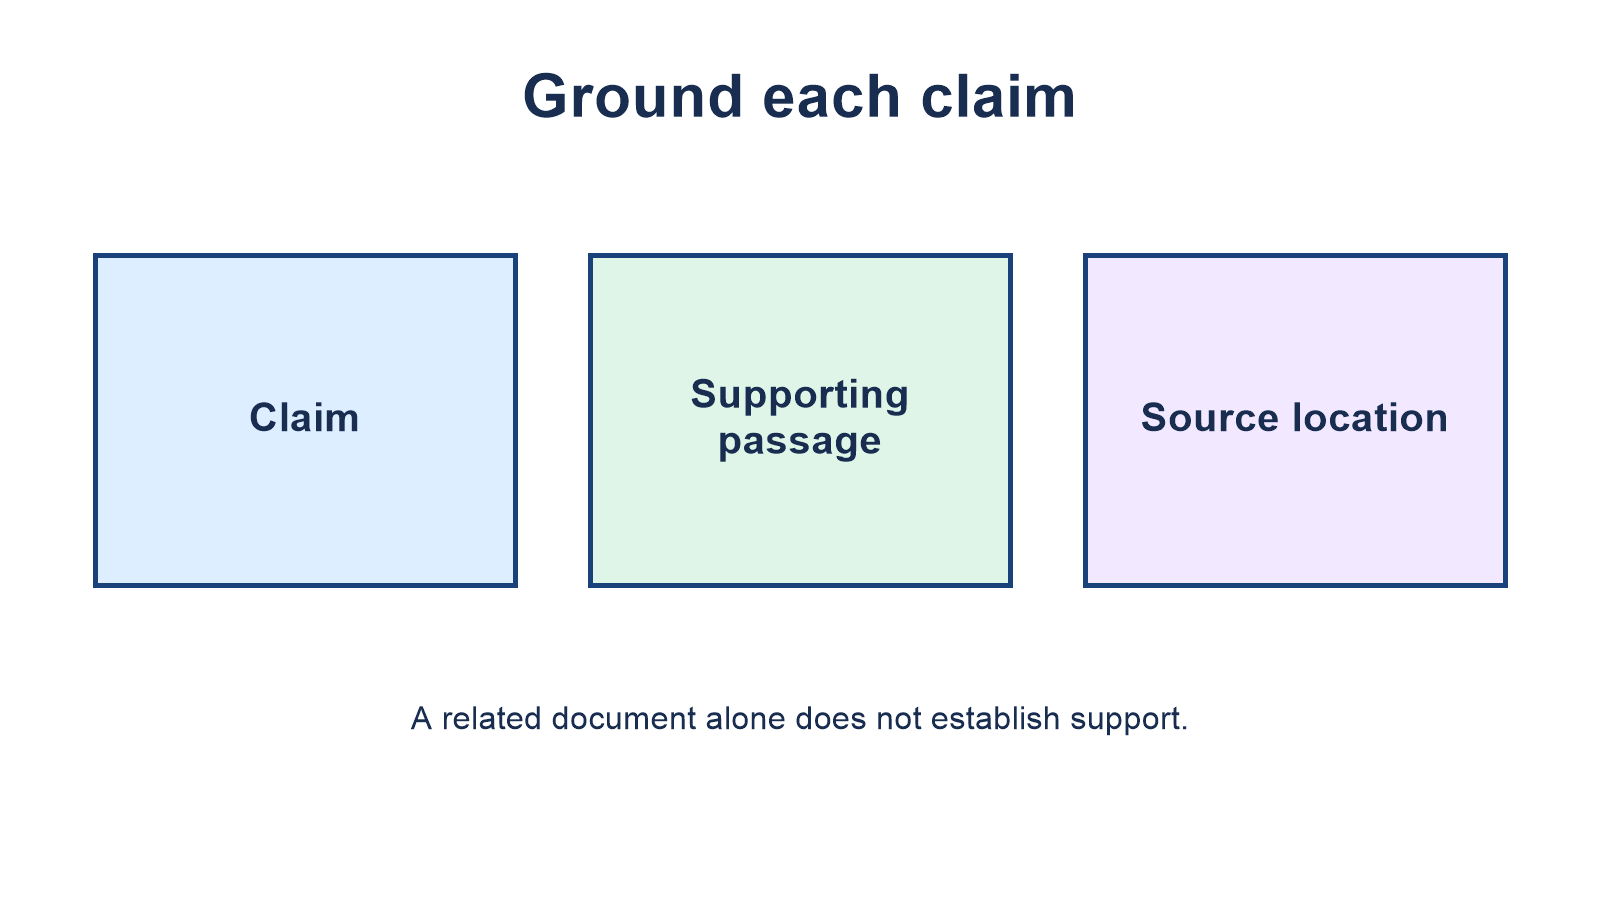 Ground each claim
Claim
Supporting
passage
Source location
A related document alone does not establish support.